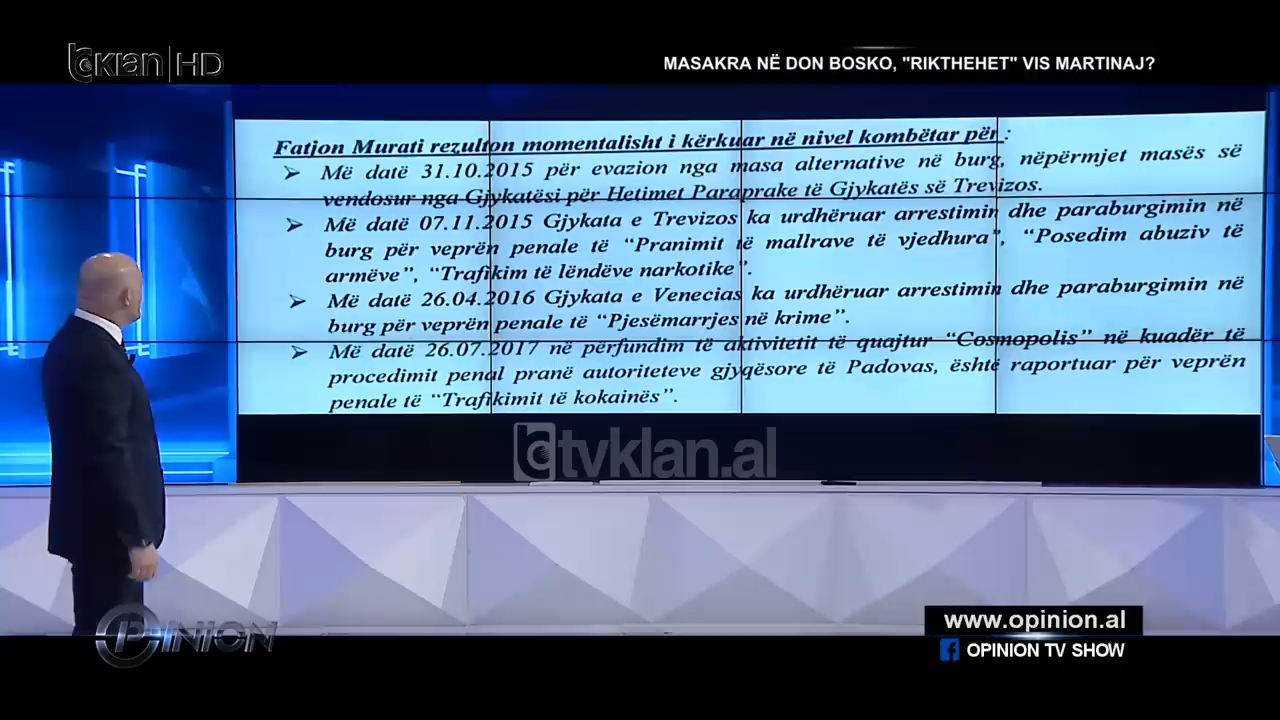 tvklan HD
MASAKRA NË DON BOSKO, "RIKTHEHET" VIS MARTINAJ?
Fatjon Murati rezulton momentalisht i kërkuar në nivel kombëtar për :
➢ Më datë 31.10.2015 për evazion nga masa alternative në burg, nëpërmjet masës së
vendosur nga Gjykatësi për Hetimet Paraprake të Gjykatës së Trevizos.
➢ Më datë 07.11.2015 Gjykata e Trevizos ka urdhëruar arrestimin dhe paraburgimin në
burg për veprën penale të “Pranimit të mallrave të vjedhura”, “Posedim abuziv të
armëve”, “Trafikim të lëndëve narkotike”.
➢ Më datë 26.04.2016 Gjykata e Venecias ka urdhëruar arrestimin dhe paraburgimin në
burg për veprën penale të “Pjesëmarrjes në krime”.
➢ Më datë 26.07.2017 në përfundim të aktivitetit të quajtur “Cosmopolis” në kuadër të
procedimit penal pranë autoriteteve gjyqësore të Padovas, është raportuar për veprën
penale të “Trafikimit të kokainës”.
tvklan.al
OPINION
www.opinion.al
OPINION TV SHOW